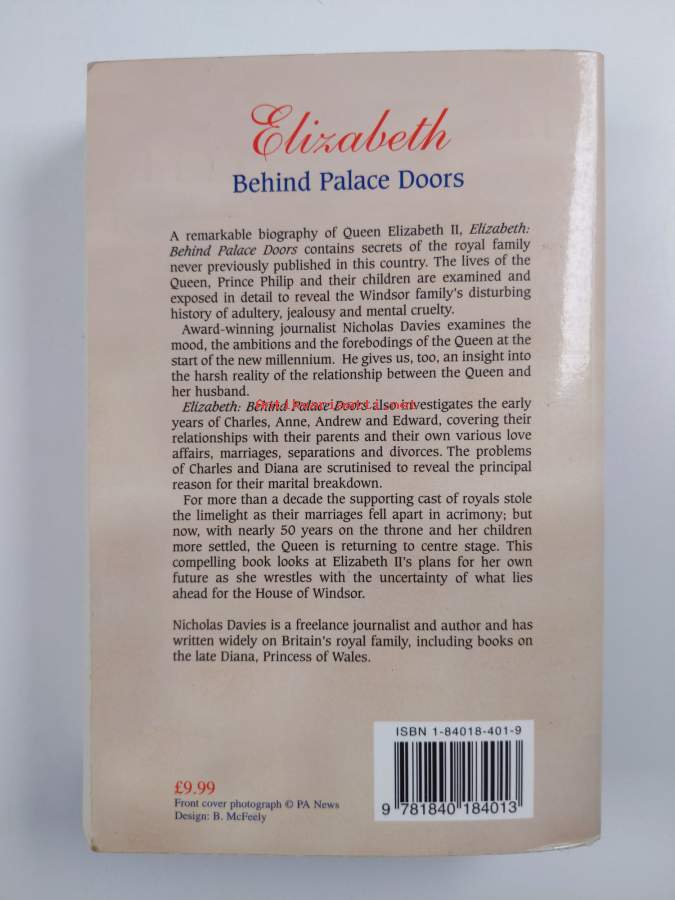 Elizabeth
Behind Palace Doors
A remarkable biography of Queen Elizabeth II, Elizabeth:
Behind Palace Doors contains secrets of the royal family
never previously published in this country. The lives of the
Queen, Prince Philip and their children are examined and
exposed in detail to reveal the Windsor family's disturbing
history of adultery, jealousy and mental cruelty.
Award-winning journalist Nicholas Davies examines the
mood, the ambitions and the forebodings of the Queen at the
start of the new millennium. He gives us, too, an insight into
the harsh reality of the relationship between the Queen and
her husband.
Elizabeth: Behind Palace Doors also investigates the early
years of Charles, Anne, Andrew and Edward, covering their
relationships with their parents and their own various love
affairs, marriages, separations and divorces. The problems
of Charles and Diana are scrutinised to reveal the principal
reason for their marital breakdown.
For more than a decade the supporting cast of royals stole
the limelight as their marriages fell apart in acrimony; but
now, with nearly 50 years on the throne and her children
more settled, the Queen is returning to centre stage. This
compelling book looks at Elizabeth II's plans for her own
future as she wrestles with the uncertainty of what lies
ahead for the House of Windsor.
Nicholas Davies is a freelance journalist and author and has
written widely on Britain's royal family, including books on
the late Diana, Princess of Wales.
ISBN 1-84018-401-9
9 781840 184013
£9.99
Front cover photograph © PA News
Design: B. McFeely